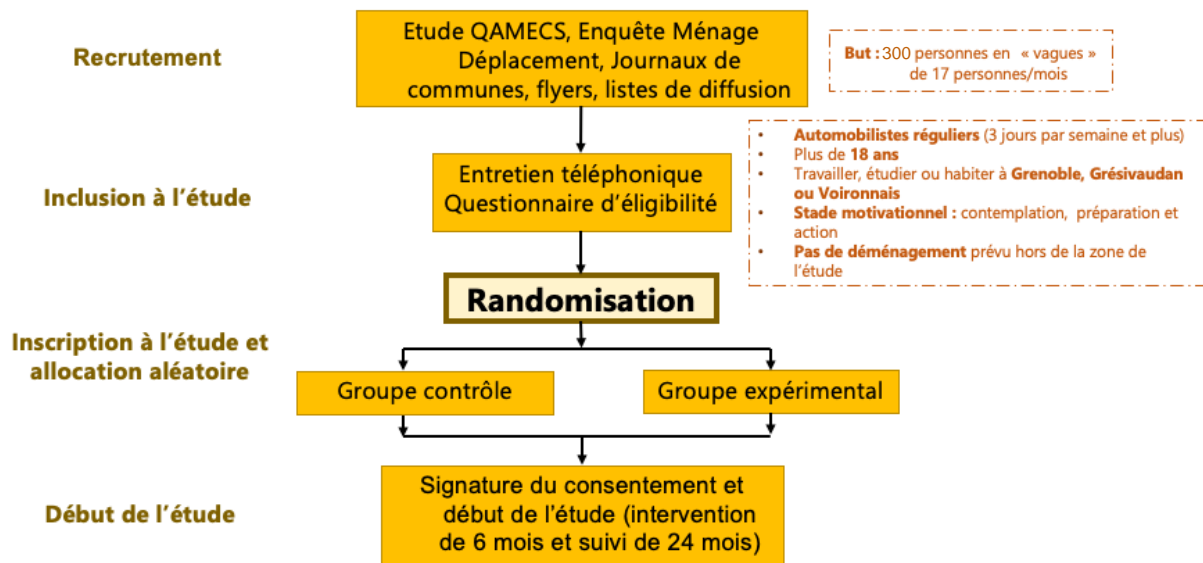 Recrutement
Etude QAMECS, Enquête Ménage
Déplacement, Journaux de
communes, flyers, listes de diffusion
But : 300 personnes en « vagues »
de 17 personnes/mois
Inclusion à l'étude
Entretien téléphonique
Questionnaire d'éligibilité
• Automobilistes réguliers (3 jours par semaine et plus)
• Plus de 18 ans
• Travailler, étudier ou habiter à Grenoble, Grésivaudan
ou Voironnais
• Stade motivationnel : contemplation, préparation et
action
• Pas de déménagement prévu hors de la zone de
l'étude
Randomisation
Inscription à l'étude et
allocation aléatoire
Groupe contrôle
Groupe expérimental
Début de l'étude
Signature du consentement et
début de l'étude (intervention
de 6 mois et suivi de 24 mois)